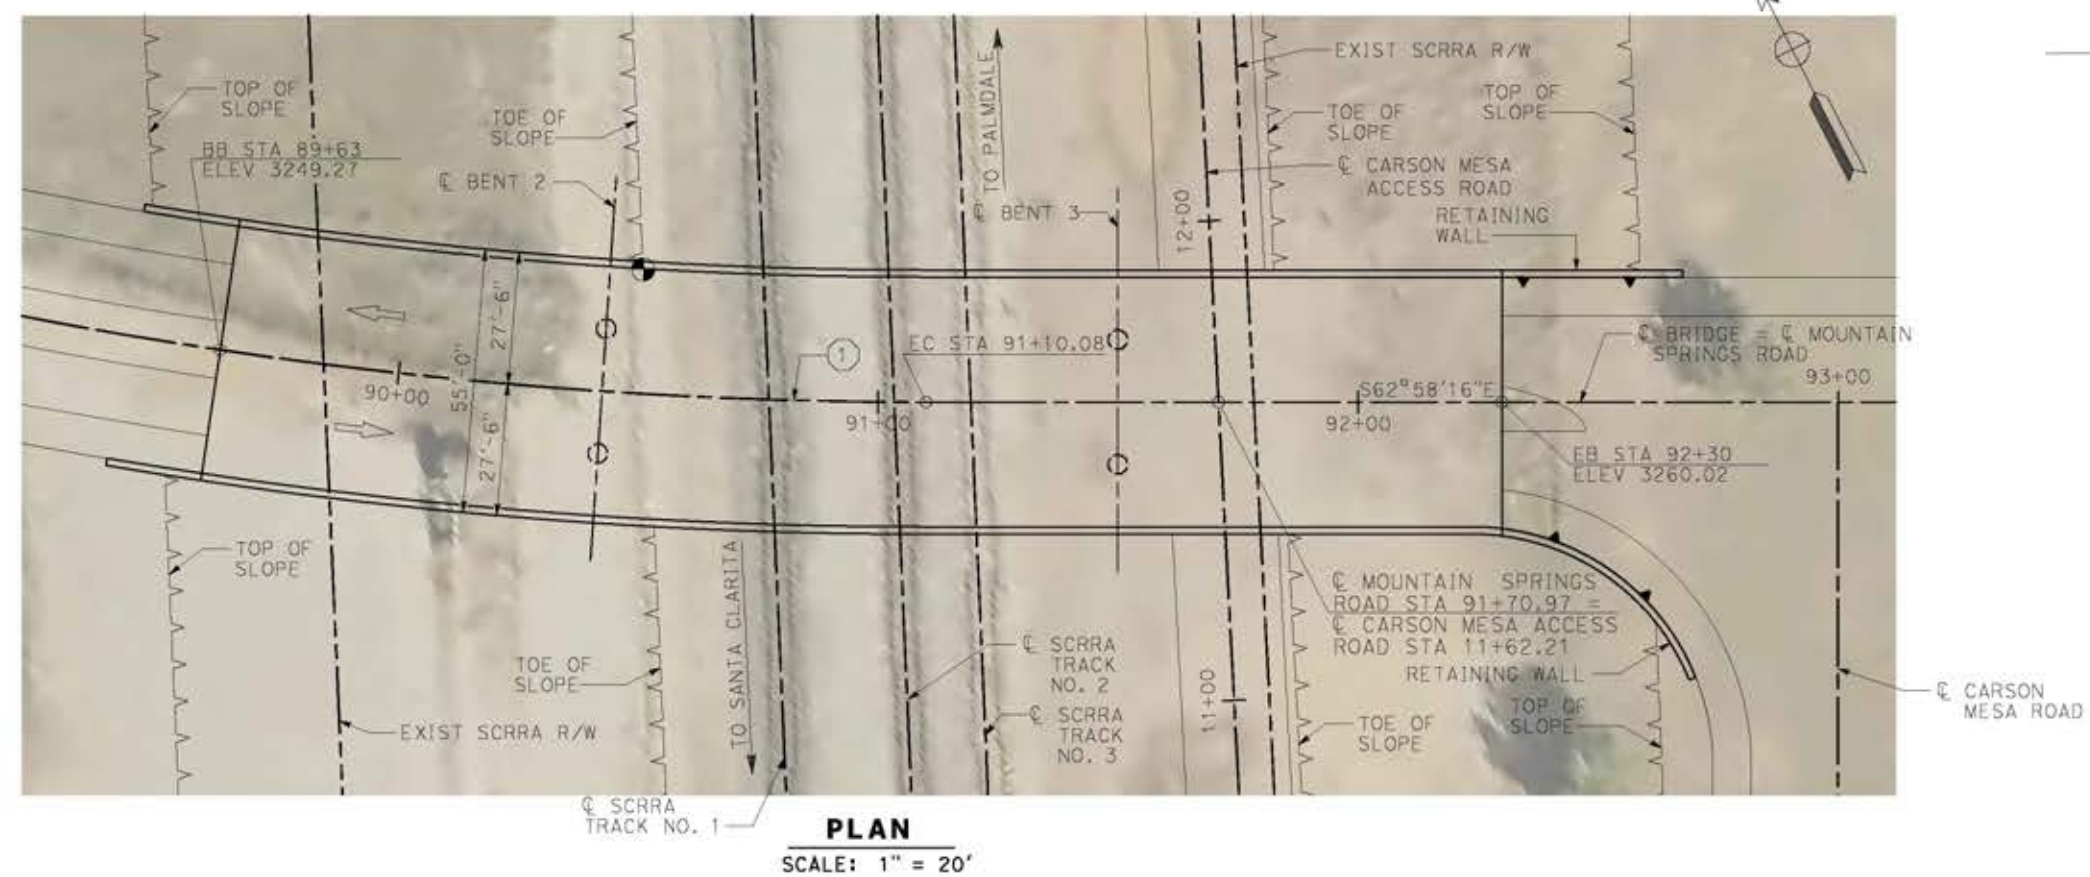 TOP OF
SLOPE
BB STA 89+63
ELEV 3249.27
TOE OF
SLOPE
℄ BENT 2
TO PALMDALE
℄ BENT 3
EXIST SCRRA R/W
TOE OF
SLOPE
TOP OF
SLOPE
℄ CARSON MESA
ACCESS ROAD
12+00
RETAINING
WALL
27'-6"
55'-0"
27'-6"
90+00
1
EC STA 91+10.08
91+00
92+00
S62°58'16"E
℄ BRIDGE = ℄ MOUNTAIN
SPRINGS ROAD
93+00
EB STA 92+30
ELEV 3260.02
TOP OF
SLOPE
TO SANTA CLARITA
℄ MOUNTAIN SPRINGS
ROAD STA 91+70.97 =
℄ CARSON MESA ACCESS
ROAD STA 11+62.21
RETAINING WALL
TOE OF
SLOPE
EXIST SCRRA R/W
℄ SCRRA
TRACK
NO. 2
℄ SCRRA
TRACK
NO. 3
11+00
TOE OF
SLOPE
TOP OF
SLOPE
℄ CARSON
MESA ROAD
℄ SCRRA
TRACK NO. 1
PLAN
SCALE: 1" = 20'